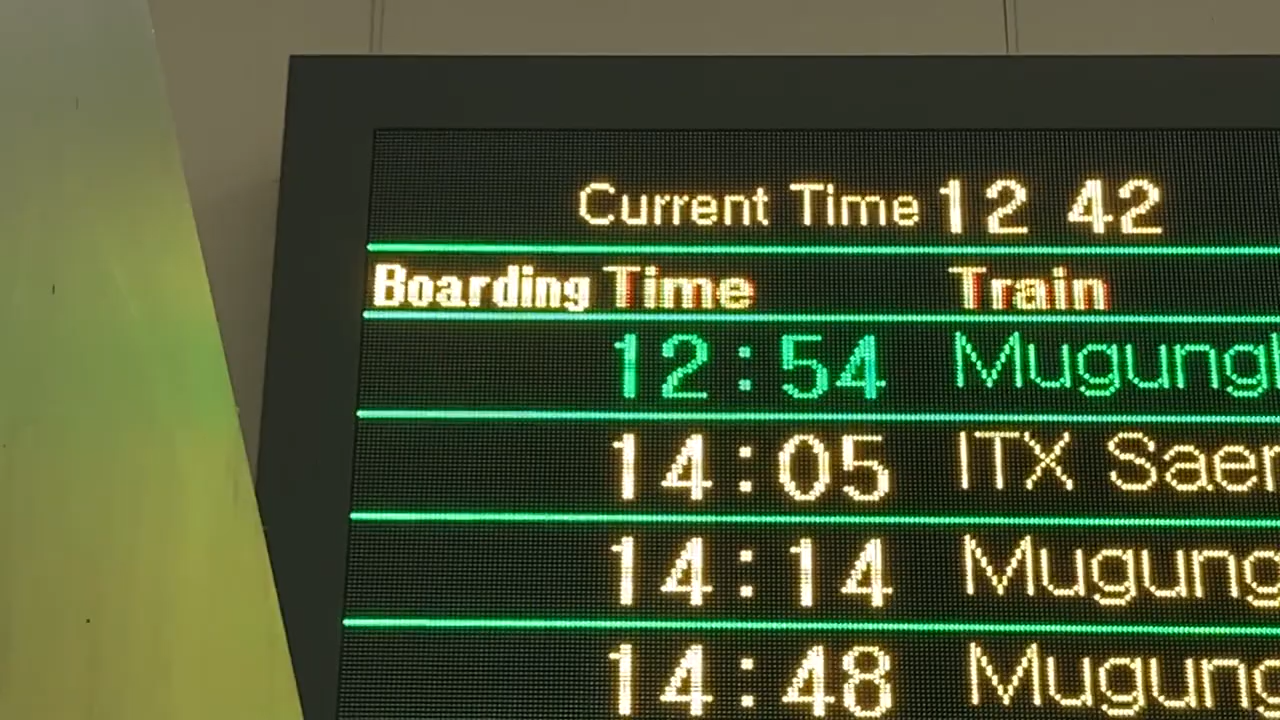 Current Time 12 42
Boarding Time Train
12:54
14:05 ITX
14:14
14:48